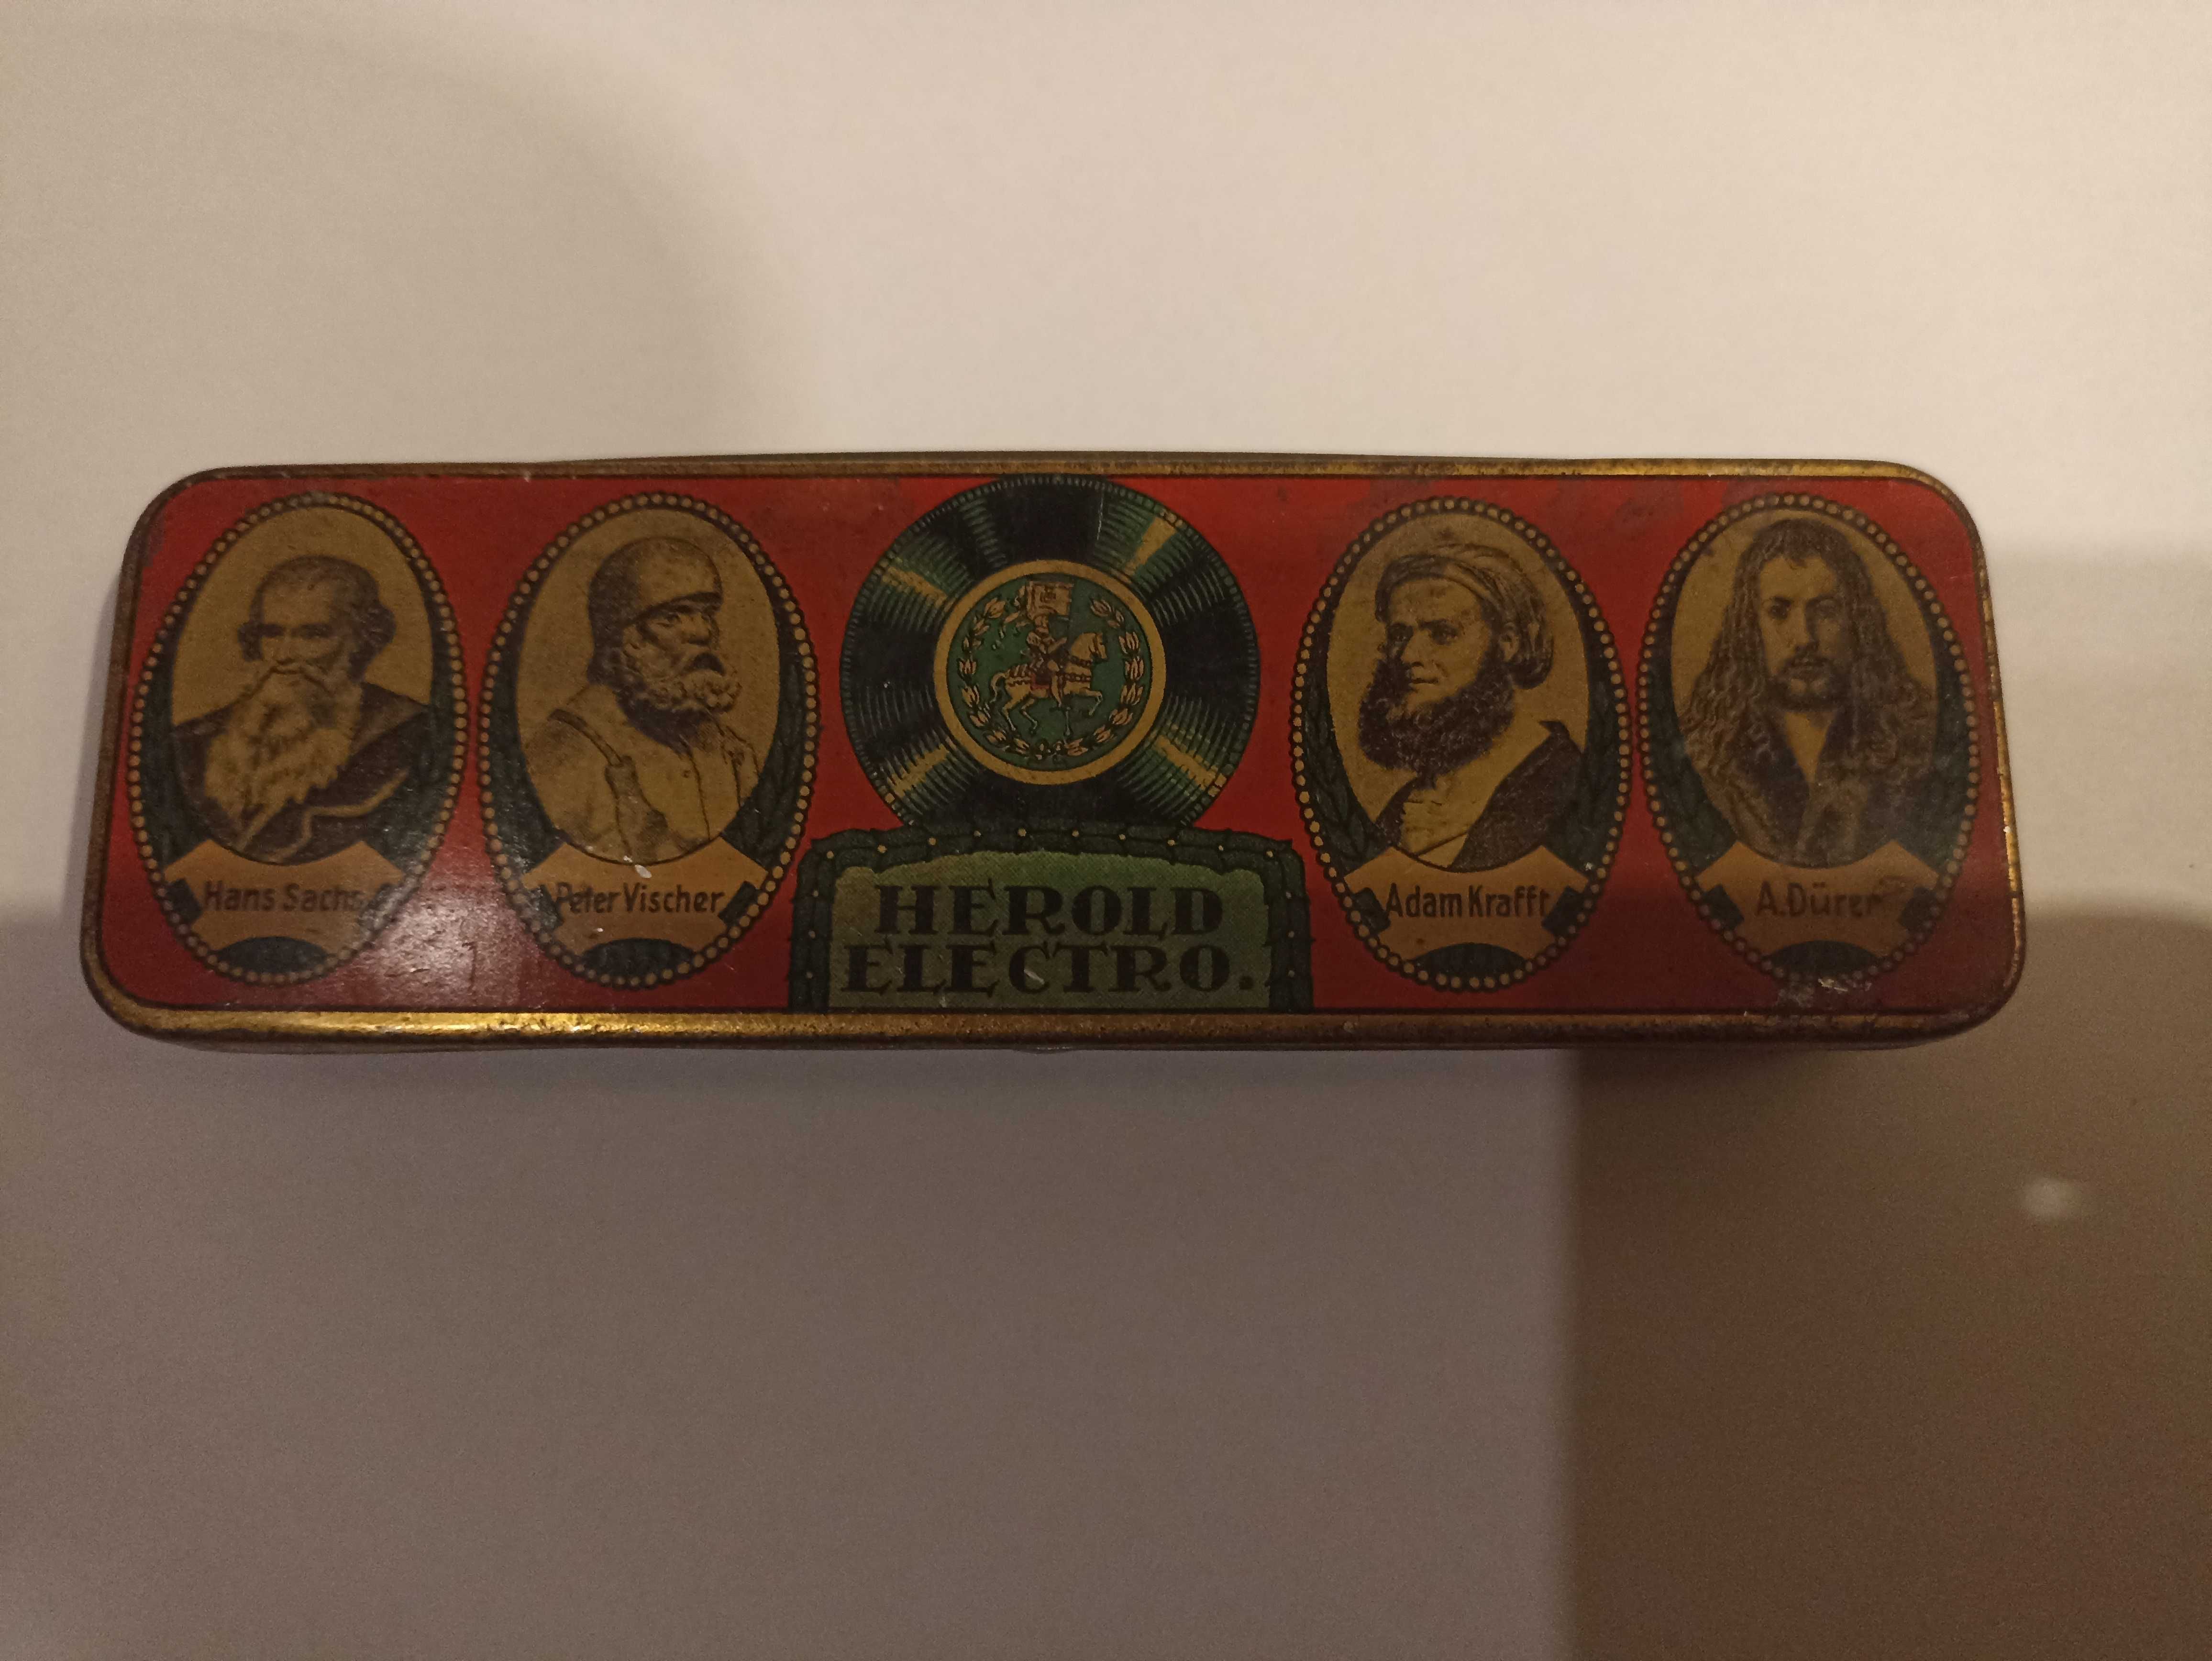 Hans Sachs
Peter Vischer
HEROLD
ELECTRO.
Adam Krafft
A. Dürer